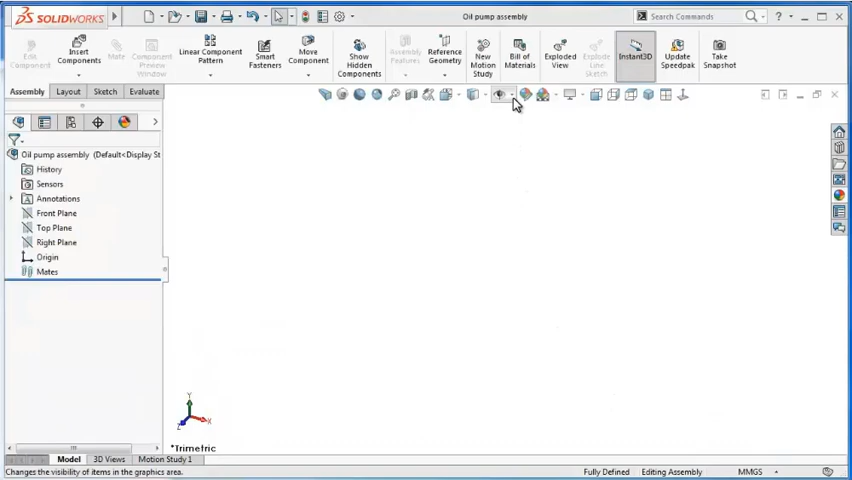 SOLIDWORKS
Oil pump assembly
Search Commands
?
Edit Component
Insert Components
Mate
Component Preview Window
Linear Component Pattern
Smart Fasteners
Move Component
Show Hidden Components
Assembly Features
Reference Geometry
New Motion Study
Bill of Materials
Exploded View
Explode Line Sketch
Instant3D
Update Speedpak
Take Snapshot
Assembly
Layout
Sketch
Evaluate
Oil pump assembly (Default<Display St
History
Sensors
Annotations
Front Plane
Top Plane
Right Plane
Origin
Mates
Y
X
Z
*Trimetric
Model
3D Views
Motion Study 1
Changes the visibility of items in the graphics area.
Fully Defined
Editing Assembly
MMGS